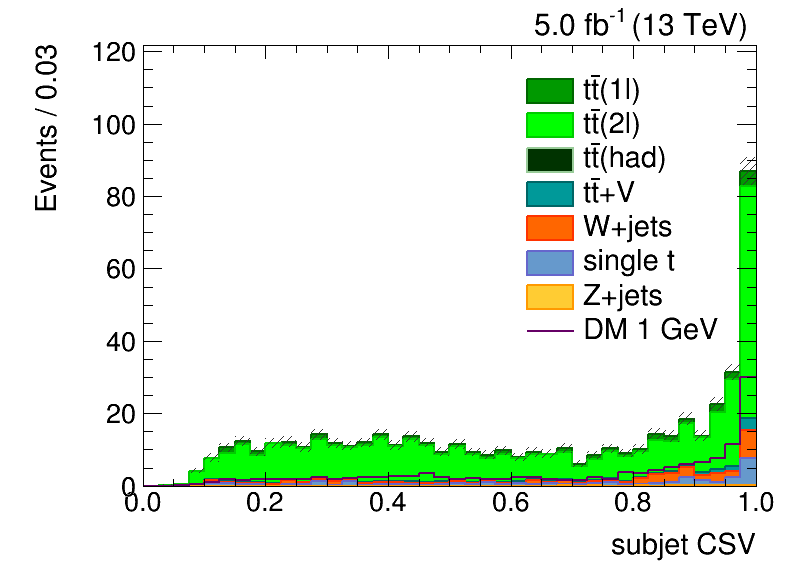 5.0 fb⁻¹ (13 TeV)
Events / 0.03
120
100
80
60
40
20
0
tt̄(1l)
tt̄(2l)
tt̄(had)
tt̄+V
W+jets
single t
Z+jets
DM 1 GeV
0.0 0.2 0.4 0.6 0.8 1.0
subjet CSV